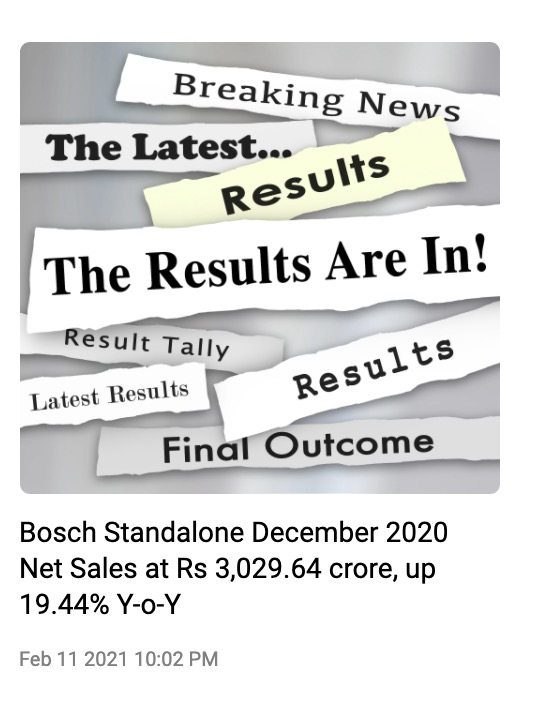 Breaking News
The Latest...
Results
The Results Are In!
Result Tally
Results
Latest Results
Final Outcome
Bosch Standalone December 2020
Net Sales at Rs 3,029.64 crore, up
19.44% Y-o-Y
Feb 11 2021 10:02 PM